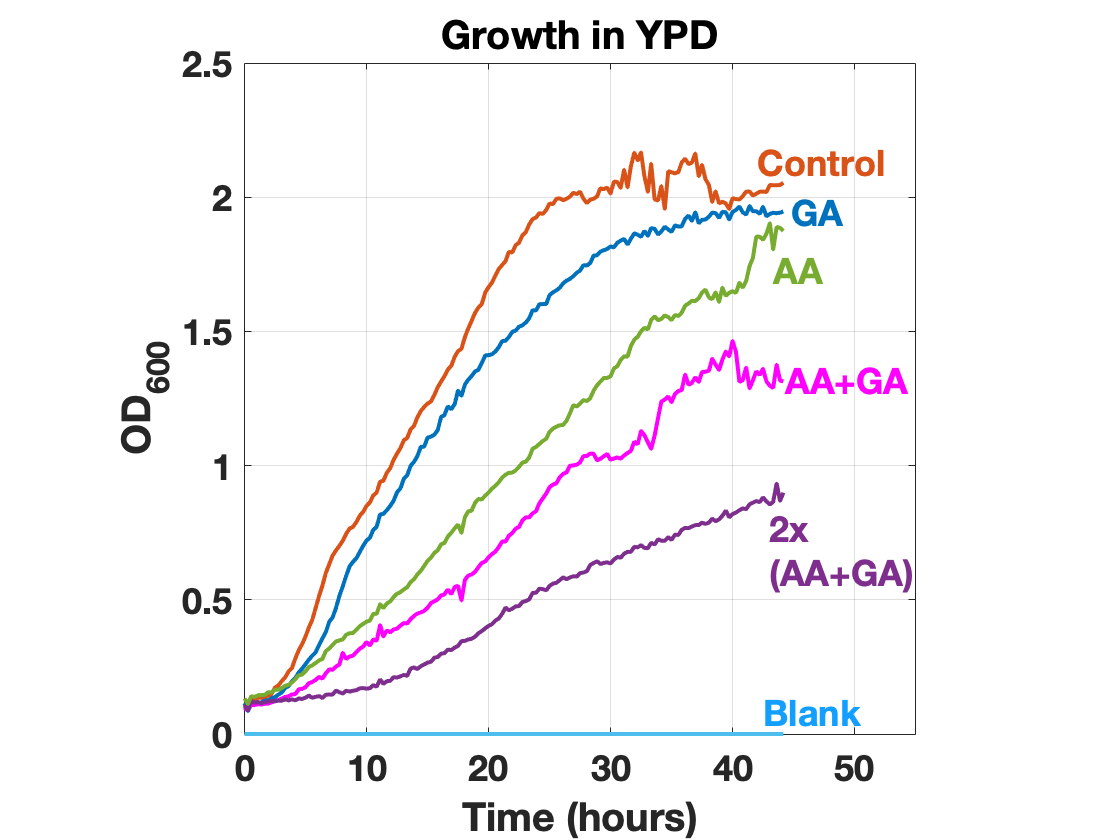 Growth in YPD
2.5
2
1.5
1
0.5
0
OD600
Control
GA
AA
AA+GA
2x
(AA+GA)
Blank
0 10 20 30 40 50
Time (hours)